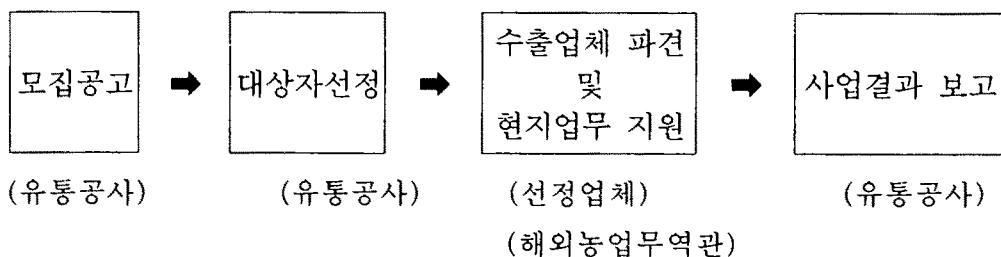 모집공고
➡
대상자선정
➡
수출업체 파견
및
현지업무 지원
➡
사업결과 보고
(유통공사)
(유통공사)
(선정업체)
(해외농업무역관)
(유통공사)